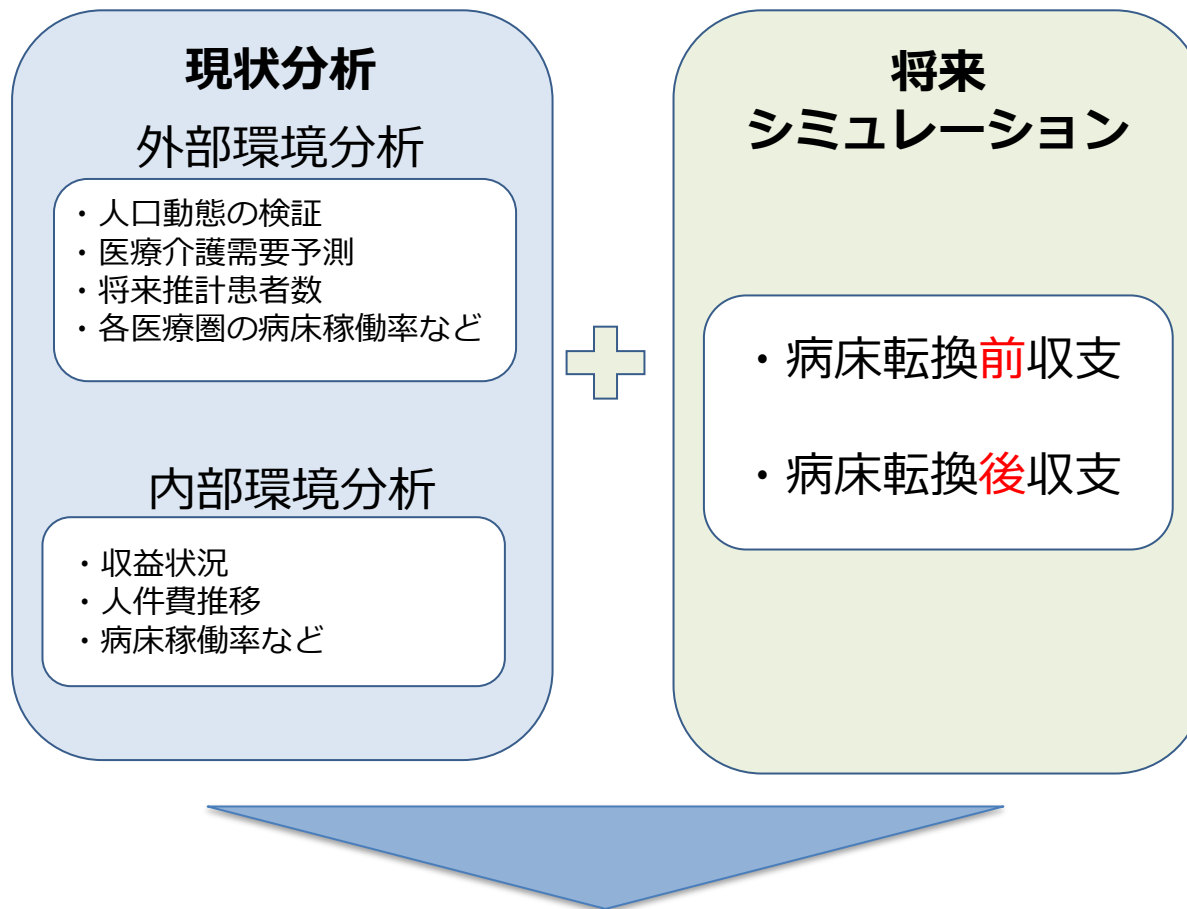 現状分析
外部環境分析
・人口動態の検証
・医療介護需要予測
・将来推計患者数
・各医療圏の病床稼働率など
内部環境分析
・収益状況
・人件費推移
・病床稼働率など
将来
シミュレーション
・病床転換前収支
・病床転換後収支